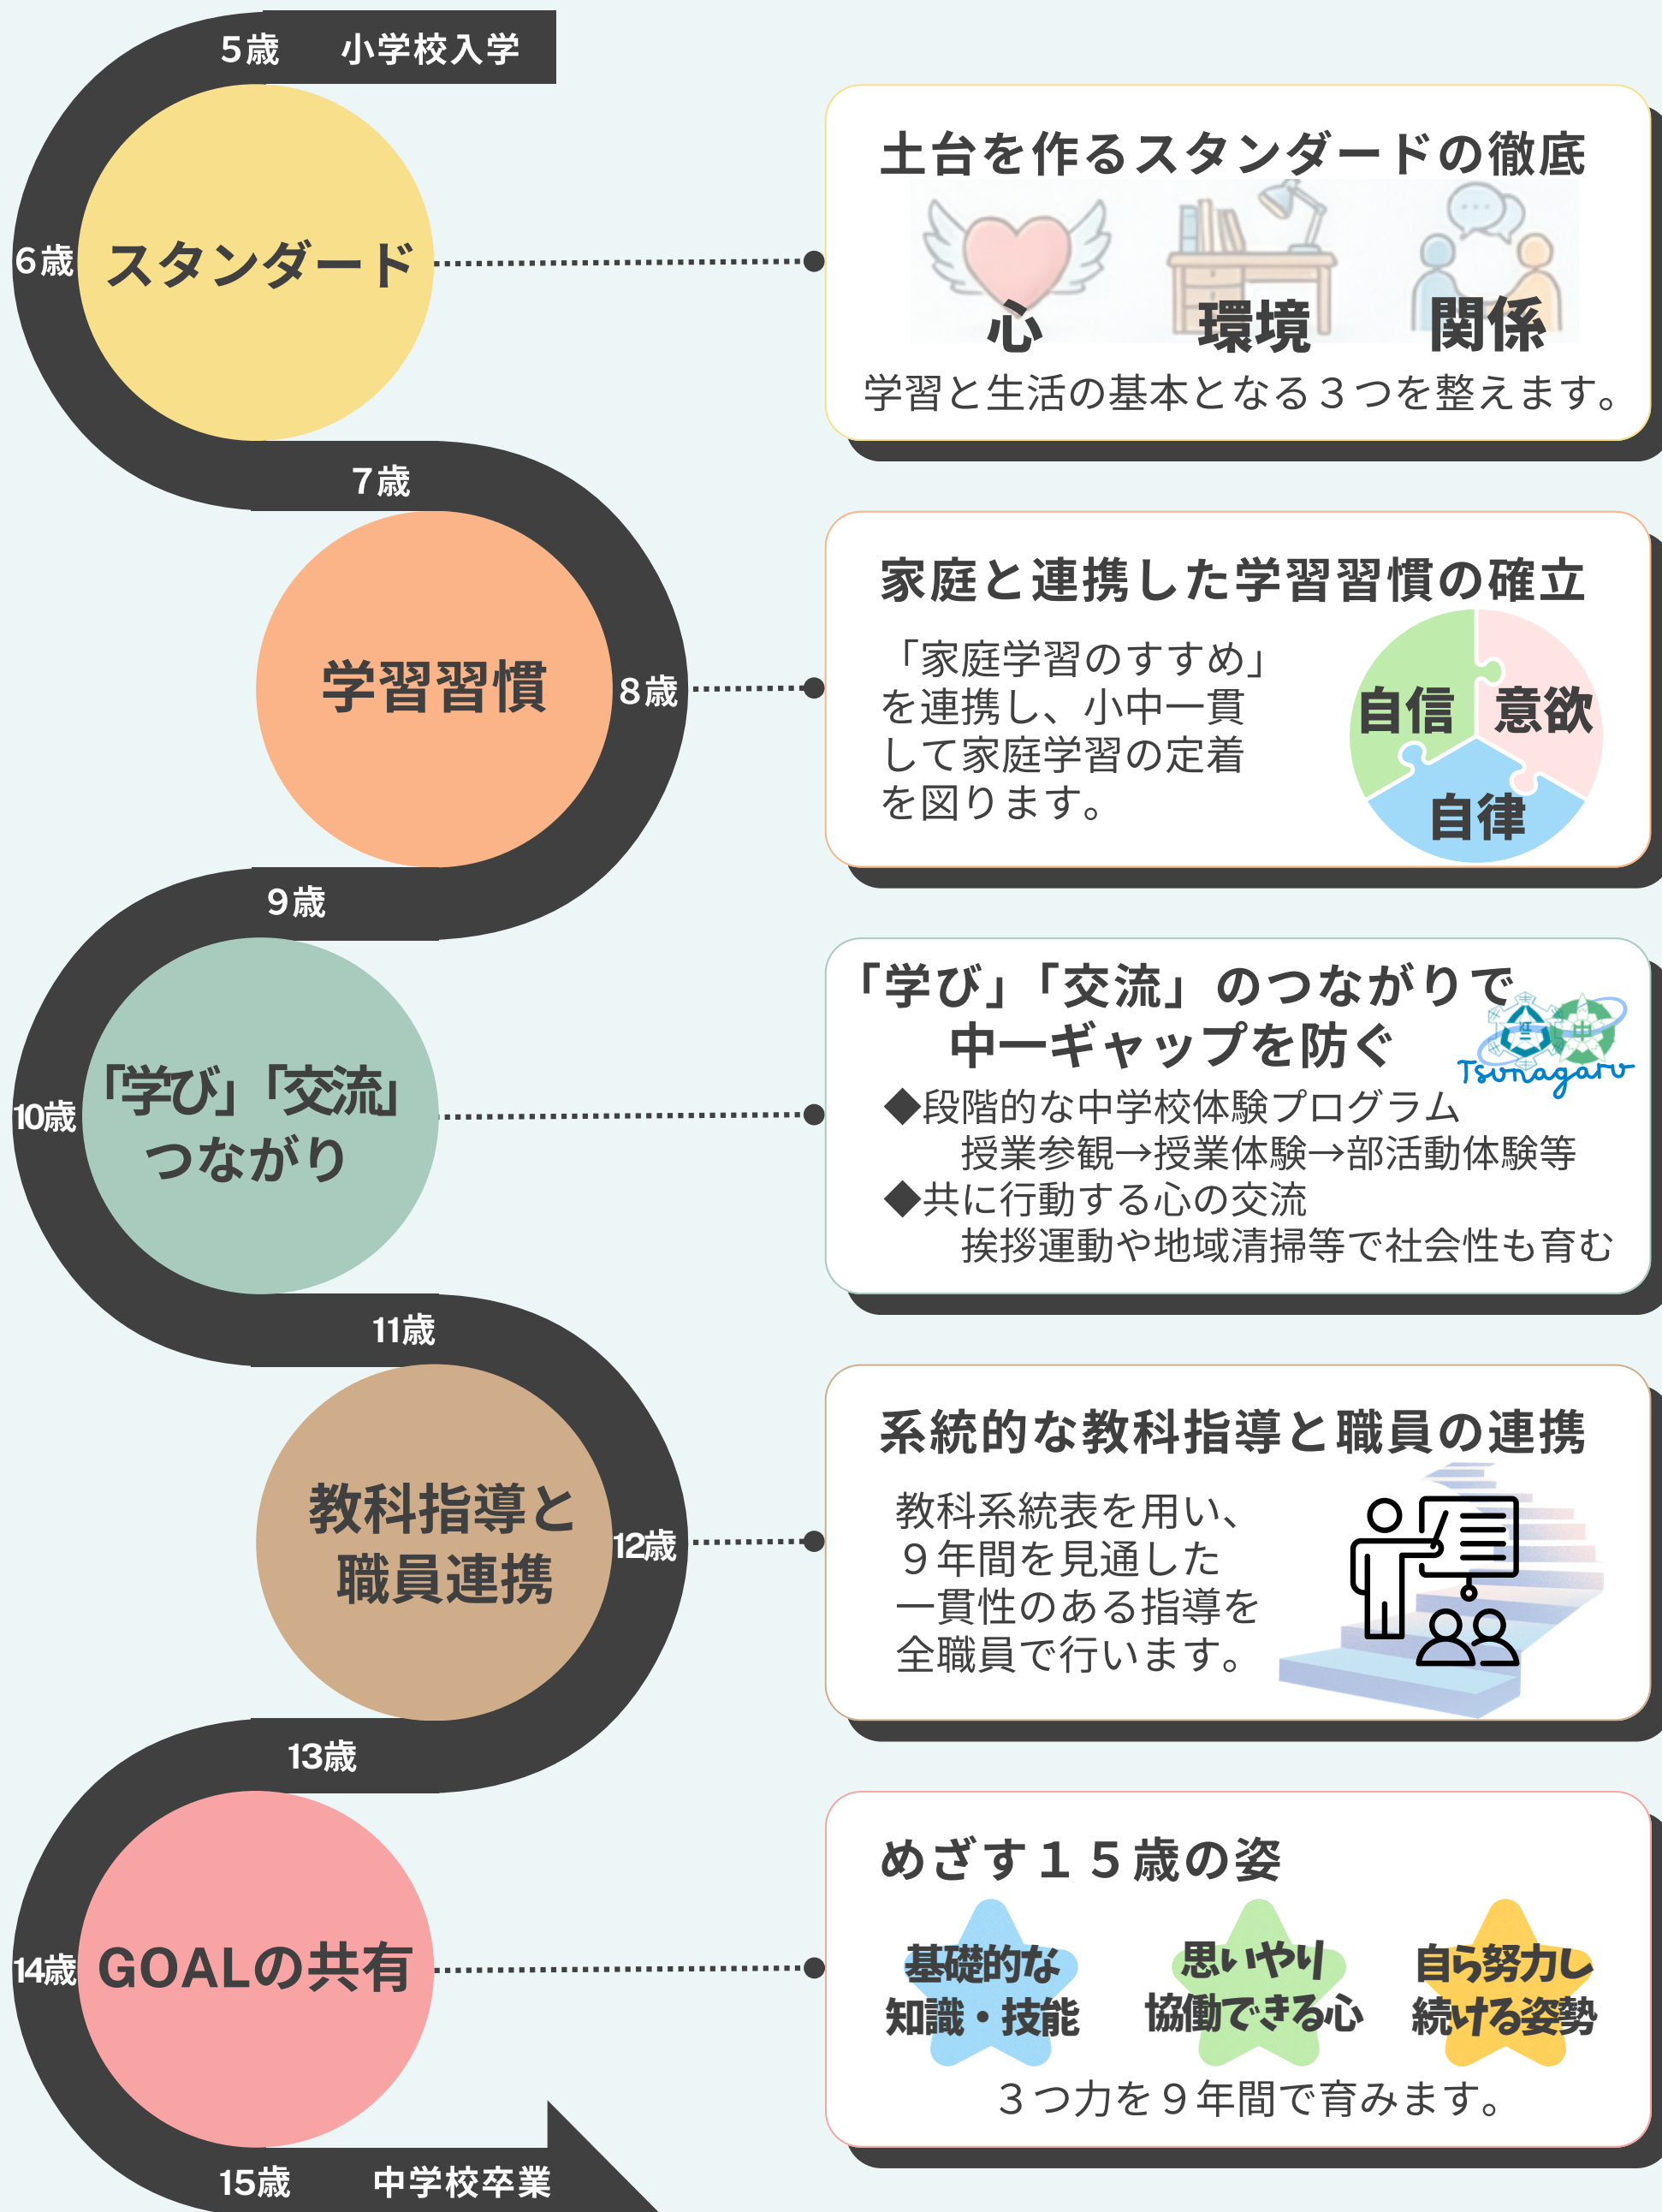 5歳 小学校入学
6歳
スタンダード
土台を作るスタンダードの徹底
心 環境 関係
学習と生活の基本となる３つを整えます。
7歳
学習習慣
8歳
家庭と連携した学習習慣の確立
「家庭学習のすすめ」
を連携し、小中一貫
して家庭学習の定着
を図ります。
自信 意欲
自律
9歳
10歳
「学び」「交流」
つながり
「学び」「交流」のつながりで
中一ギャップを防ぐ
中
Tsunagaru
◆段階的な中学校体験プログラム
授業参観→授業体験→部活動体験等
◆共に行動する心の交流
挨拶運動や地域清掃等で社会性も育む
11歳
教科指導と
職員連携
12歳
系統的な教科指導と職員の連携
教科系統表を用い、
９年間を見通した
一貫性のある指導を
全職員で行います。
13歳
14歳
GOALの共有
めざす１５歳の姿
基礎的な
知識・技能
思いやり
協働できる心
自ら努力し
続ける姿勢
３つ力を９年間で育みます。
15歳 中学校卒業